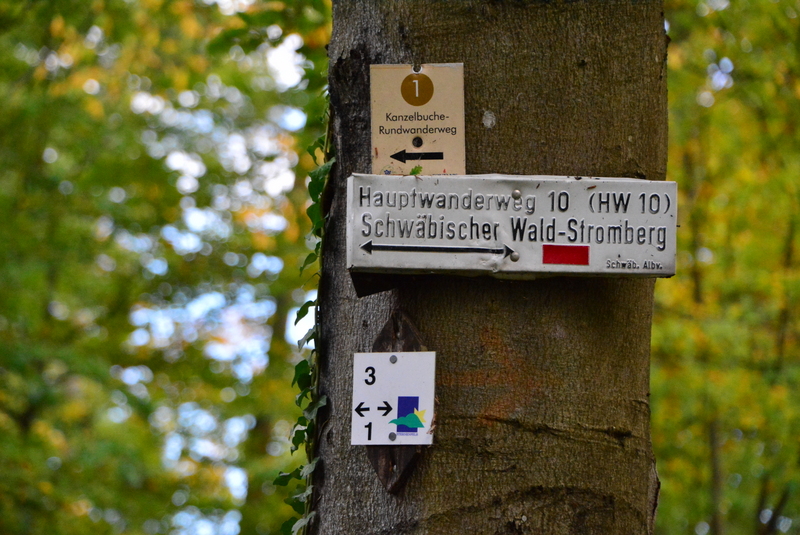 1
Kanzelbuche-
Rundwanderweg
Hauptwanderweg 10 (HW 10)
Schwäbischer Wald-Stromberg
Schwäb. Albv.
3
1